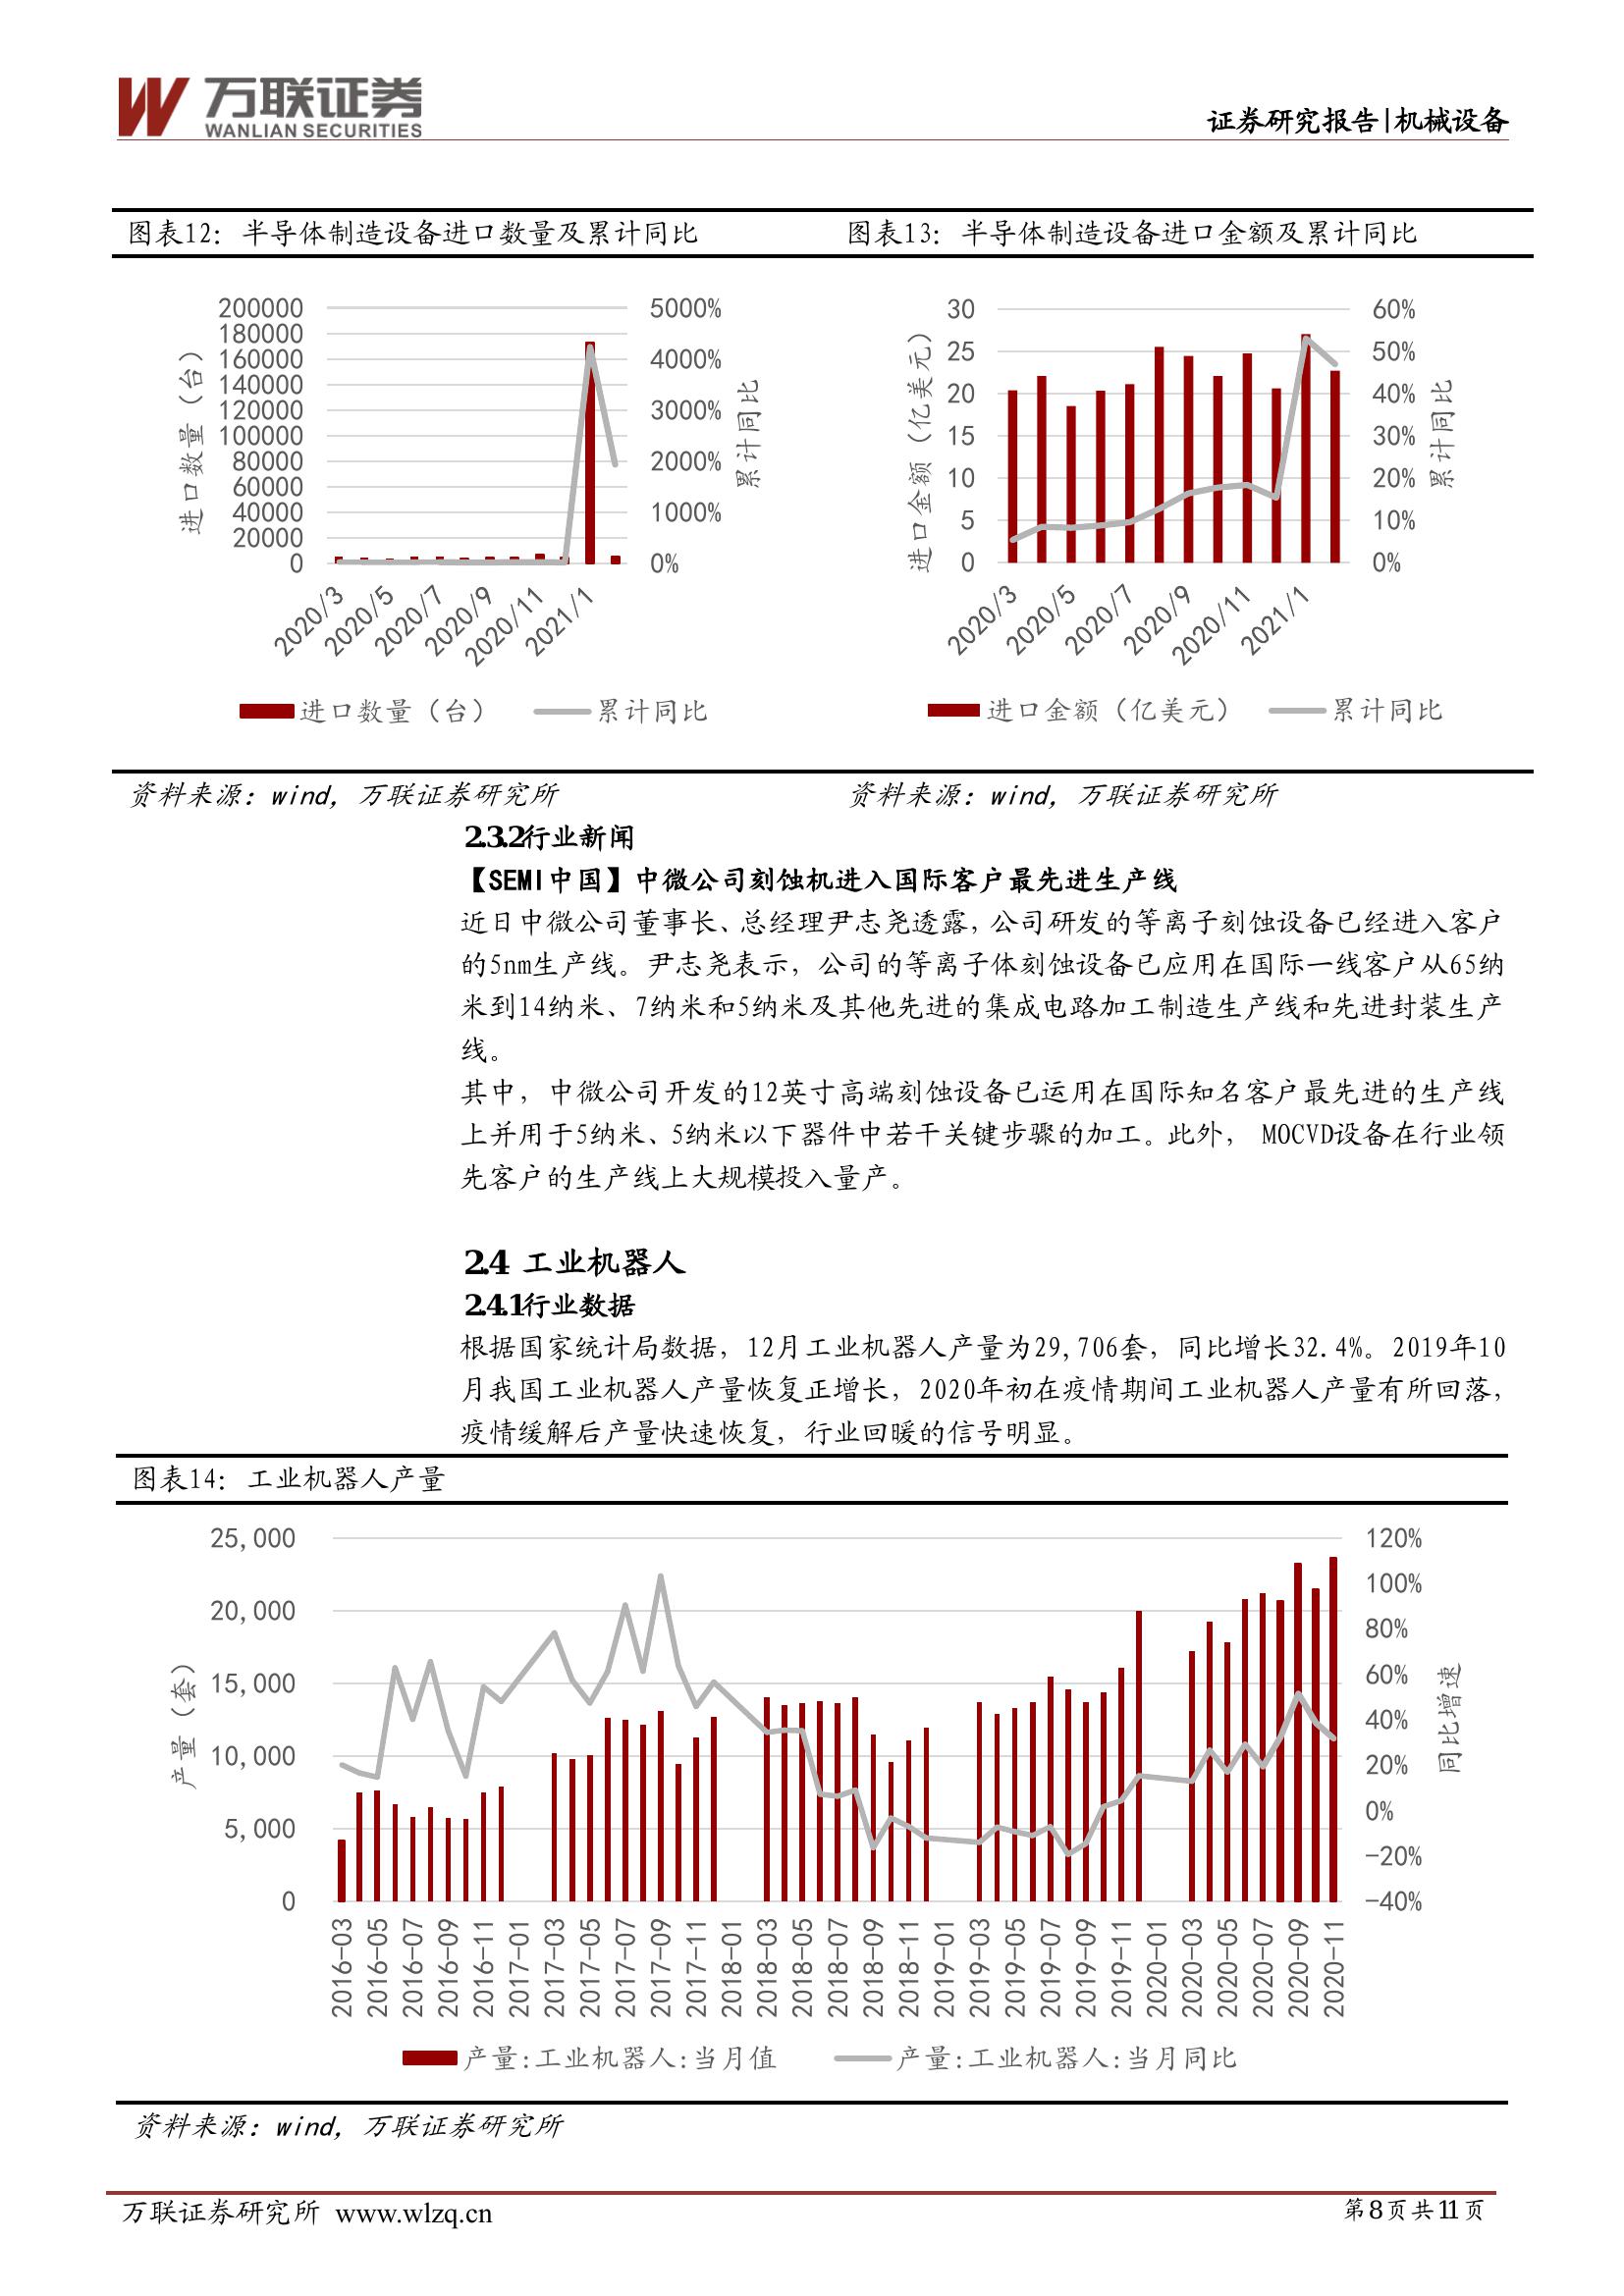 万联证券
WANLIAN SECURITIES
证券研究报告|机械设备
图表12：半导体制造设备进口数量及累计同比
图表13：半导体制造设备进口金额及累计同比
200000
180000
160000
140000
120000
100000
80000
60000
40000
20000
0
进口数量（台）
5000%
4000%
3000%
2000%
1000%
0%
累计同比
2020/3
2020/5
2020/7
2020/9
2020/11
2021/1
进口数量（台）
累计同比
30
25
20
15
10
5
0
进口金额（亿美元）
60%
50%
40%
30%
20%
10%
0%
累计同比
2020/3
2020/5
2020/7
2020/9
2020/11
2021/1
进口金额（亿美元）
累计同比
资料来源：wind，万联证券研究所
资料来源：wind，万联证券研究所
2.3.2行业新闻
【SEMI中国】中微公司刻蚀机进入国际客户最先进生产线
近日中微公司董事长、总经理尹志尧透露，公司研发的等离子刻蚀设备已经进入客户
的5nm生产线。尹志尧表示，公司的等离子体刻蚀设备已应用在国际一线客户从65纳
米到14纳米、7纳米和5纳米及其他先进的集成电路加工制造生产线和先进封装生产
线。
其中，中微公司开发的12英寸高端刻蚀设备已运用在国际知名客户最先进的生产线
上并用于5纳米、5纳米以下器件中若干关键步骤的加工。此外， MOCVD设备在行业领
先客户的生产线上大规模投入量产。
2.4 工业机器人
2.4.1行业数据
根据国家统计局数据，12月工业机器人产量为29,706套，同比增长32.4%。2019年10
月我国工业机器人产量恢复正增长，2020年初在疫情期间工业机器人产量有所回落，
疫情缓解后产量快速恢复，行业回暖的信号明显。
图表14：工业机器人产量
25,000
20,000
15,000
10,000
5,000
0
产量（套）
120%
100%
80%
60%
40%
20%
0%
-20%
-40%
同比增速
2016-03
2016-05
2016-07
2016-09
2016-11
2017-01
2017-03
2017-05
2017-07
2017-09
2017-11
2018-01
2018-03
2018-05
2018-07
2018-09
2018-11
2019-01
2019-03
2019-05
2019-07
2019-09
2019-11
2020-01
2020-03
2020-05
2020-07
2020-09
2020-11
产量:工业机器人:当月值
产量:工业机器人:当月同比
资料来源：wind，万联证券研究所
万联证券研究所 www.wlzq.cn
第8页共11页